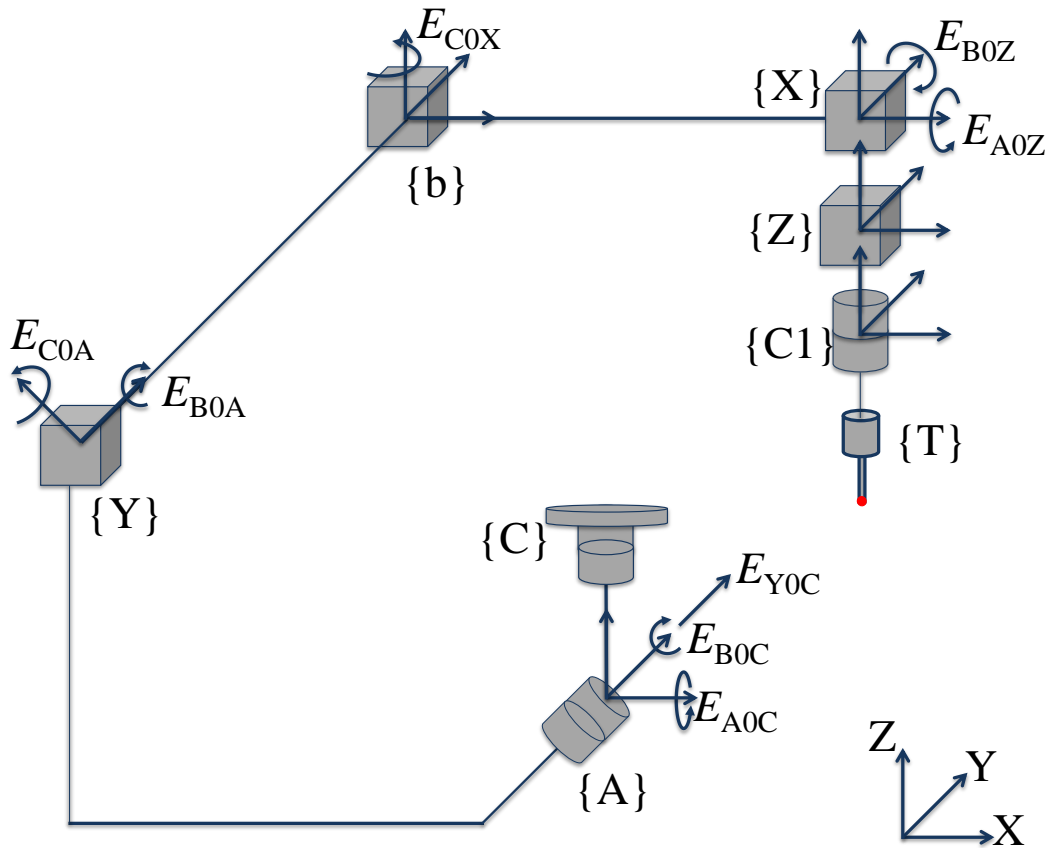 E_C0X
E_B0Z
{X}
E_A0Z
{b}
{Z}
E_C0A
{C1}
E_B0A
{T}
{Y}
{C}
E_Y0C
E_B0C
E_A0C
Z
Y
{A}
X